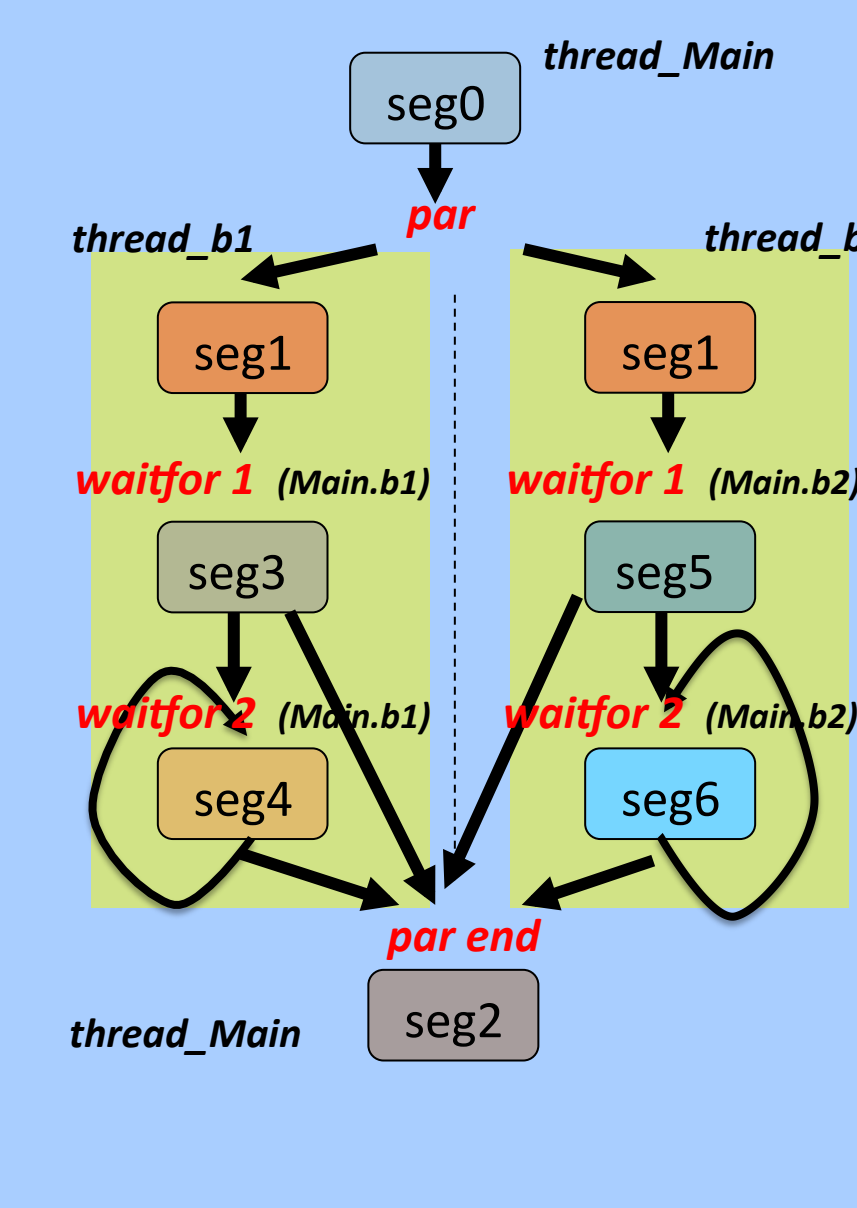 thread_Main
seg0
par
thread_b1
thread_b
seg1
seg1
waitfor 1 (Main.b1)
waitfor 1 (Main.b2)
seg3
seg5
waitfor 2 (Main.b1)
waitfor 2 (Main.b2)
seg4
seg6
par end
seg2
thread_Main